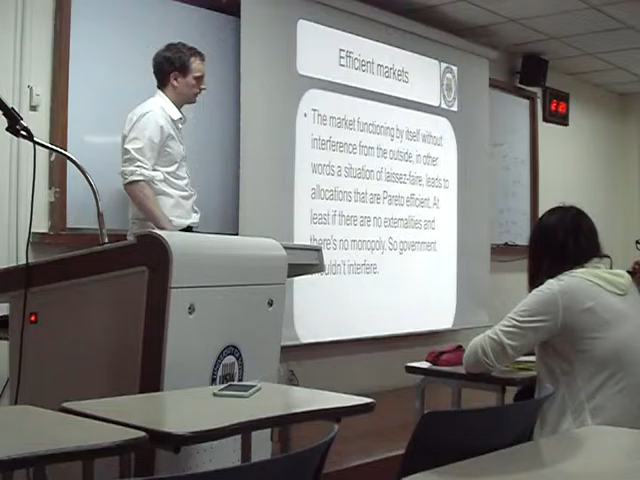 Efficient markets
• The market functioning by itself without
interference from the outside, in other
words a situation of laissez-faire, leads to
allocations that are Pareto efficient. At
least if there are no externalities and
there's no monopoly. So government
shouldn't interfere.